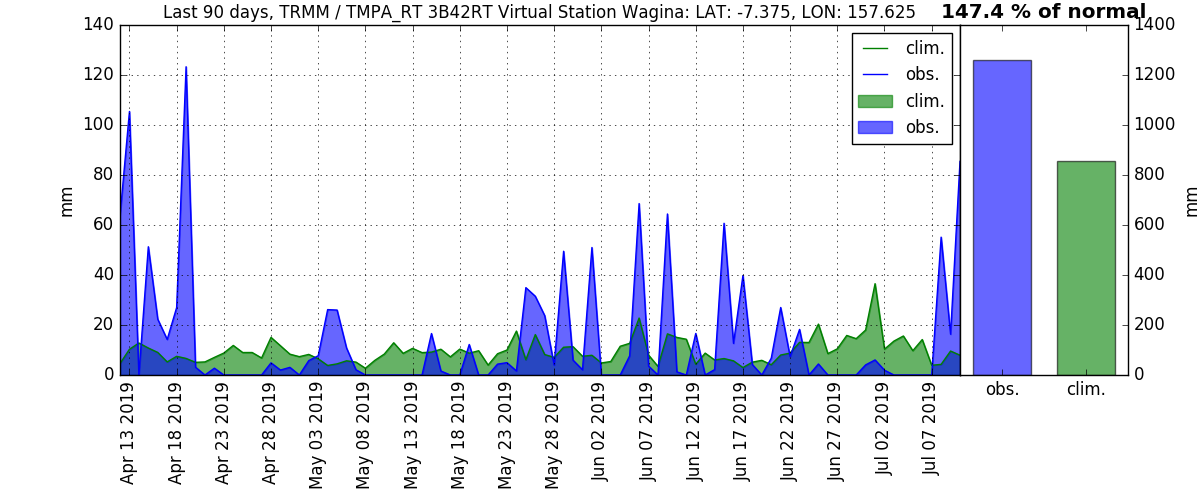 Last 90 days, TRMM / TMPA_RT 3B42RT Virtual Station Wagina: LAT: -7.375, LON: 157.625
147.4 % of normal
mm
140
120
100
80
60
40
20
0
Apr 13 2019
Apr 18 2019
Apr 23 2019
Apr 28 2019
May 03 2019
May 08 2019
May 13 2019
May 18 2019
May 23 2019
May 28 2019
Jun 02 2019
Jun 07 2019
Jun 12 2019
Jun 17 2019
Jun 22 2019
Jun 27 2019
Jul 02 2019
Jul 07 2019
clim.
obs.
clim.
obs.
obs.
clim.
1400
1200
1000
800
600
400
200
0
mm